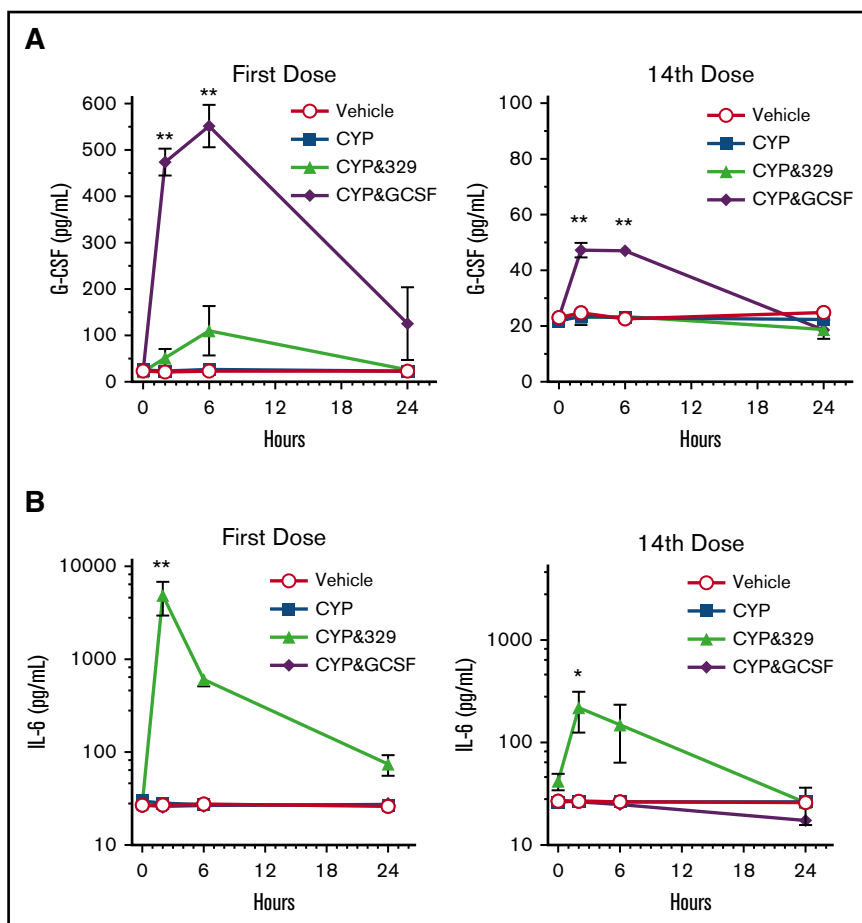 A
First Dose
600
500
400
300
200
100
0
G-CSF (pg/mL)
0 6 12 18 24
Hours
Vehicle
CYP
CYP&329
CYP&GCSF
**
**
14th Dose
100
80
60
40
20
0
G-CSF (pg/mL)
0 6 12 18 24
Hours
Vehicle
CYP
CYP&329
CYP&GCSF
** **
B
First Dose
10000
1000
100
10
IL-6 (pg/mL)
0 6 12 18 24
Hours
Vehicle
CYP
CYP&329
CYP&GCSF
**
14th Dose
1000
100
10
IL-6 (pg/mL)
0 6 12 18 24
Hours
Vehicle
CYP
CYP&329
CYP&GCSF
*